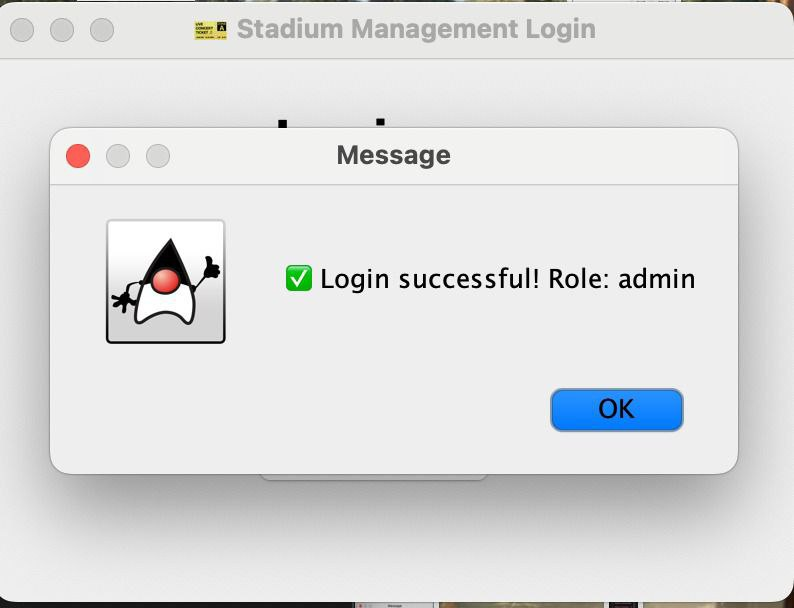 Stadium Management Login
Message
✅ Login successful! Role: admin
OK